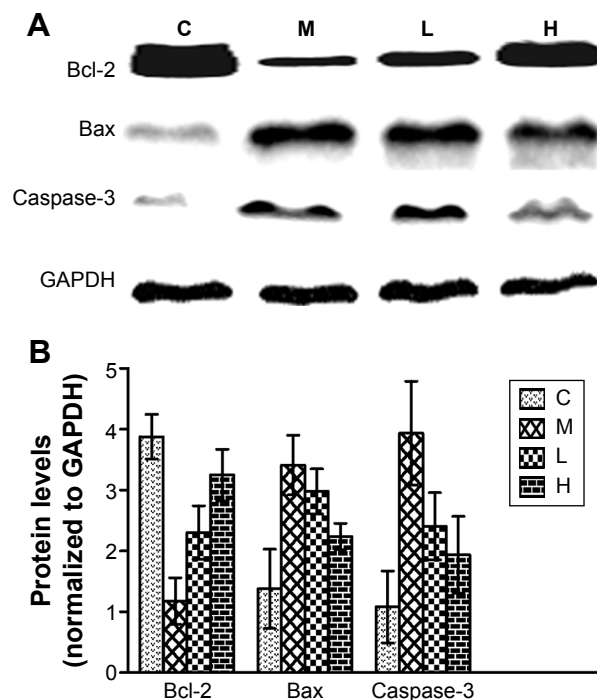 A
C M L H
Bcl-2
Bax
Caspase-3
GAPDH
B
Protein levels
(normalized to GAPDH)
5
4
3
2
1
0
C
M
L
H
Bcl-2 Bax Caspase-3